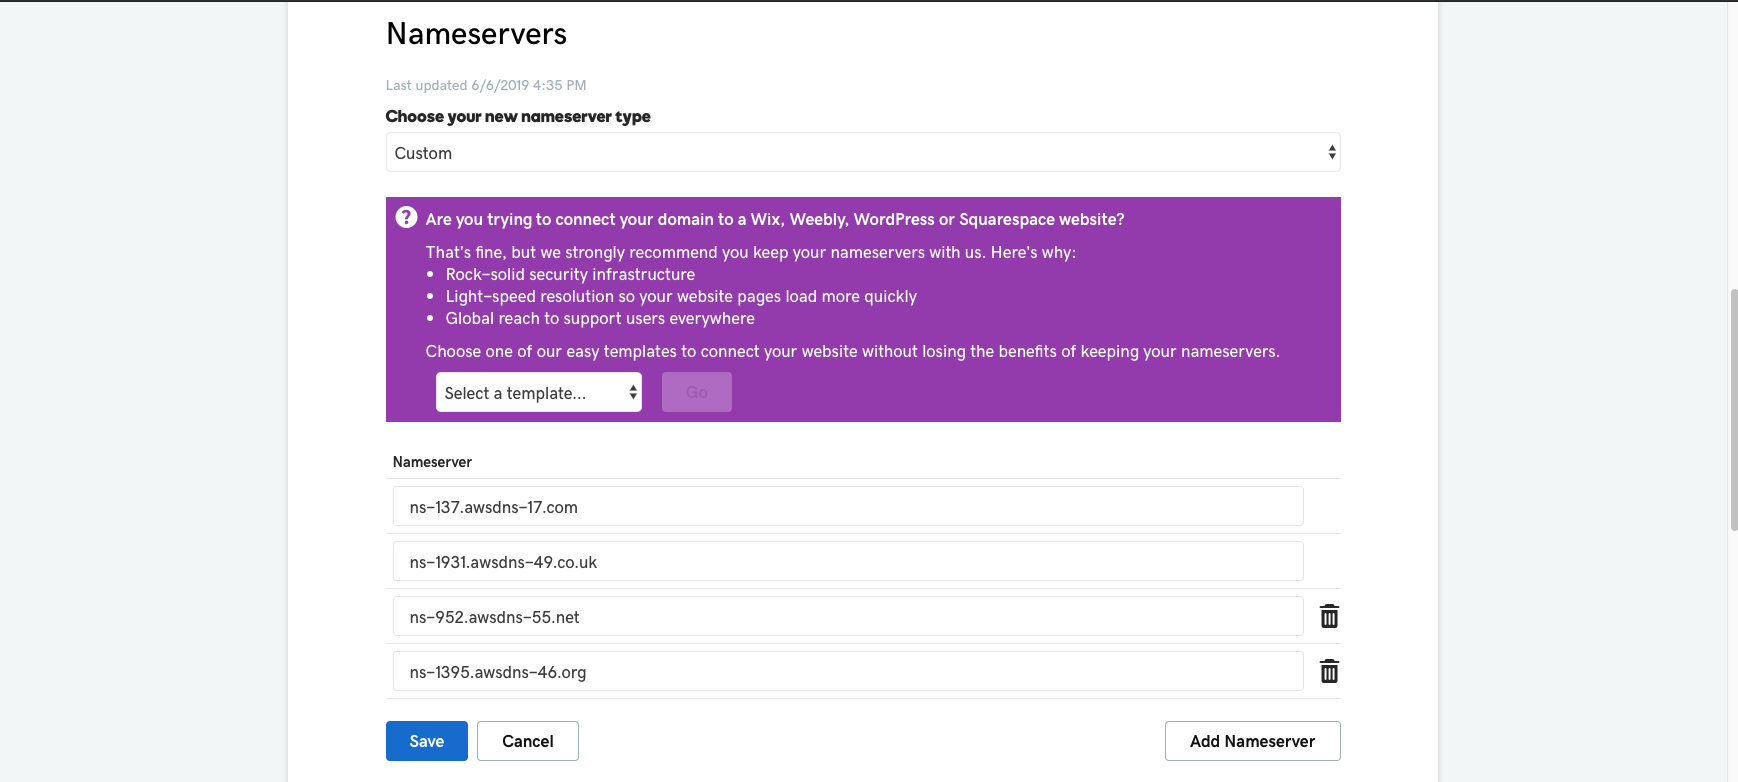 Nameservers
Last updated 6/6/2019 4:35 PM
Choose your new nameserver type
Custom
? Are you trying to connect your domain to a Wix, Weebly, WordPress or Squarespace website?
That's fine, but we strongly recommend you keep your nameservers with us. Here's why:
• Rock-solid security infrastructure
• Light-speed resolution so your website pages load more quickly
• Global reach to support users everywhere
Choose one of our easy templates to connect your website without losing the benefits of keeping your nameservers.
Select a template... Go
Nameserver
ns-137.awsdns-17.com
ns-1931.awsdns-49.co.uk
ns-952.awsdns-55.net
ns-1395.awsdns-46.org
Save Cancel Add Nameserver